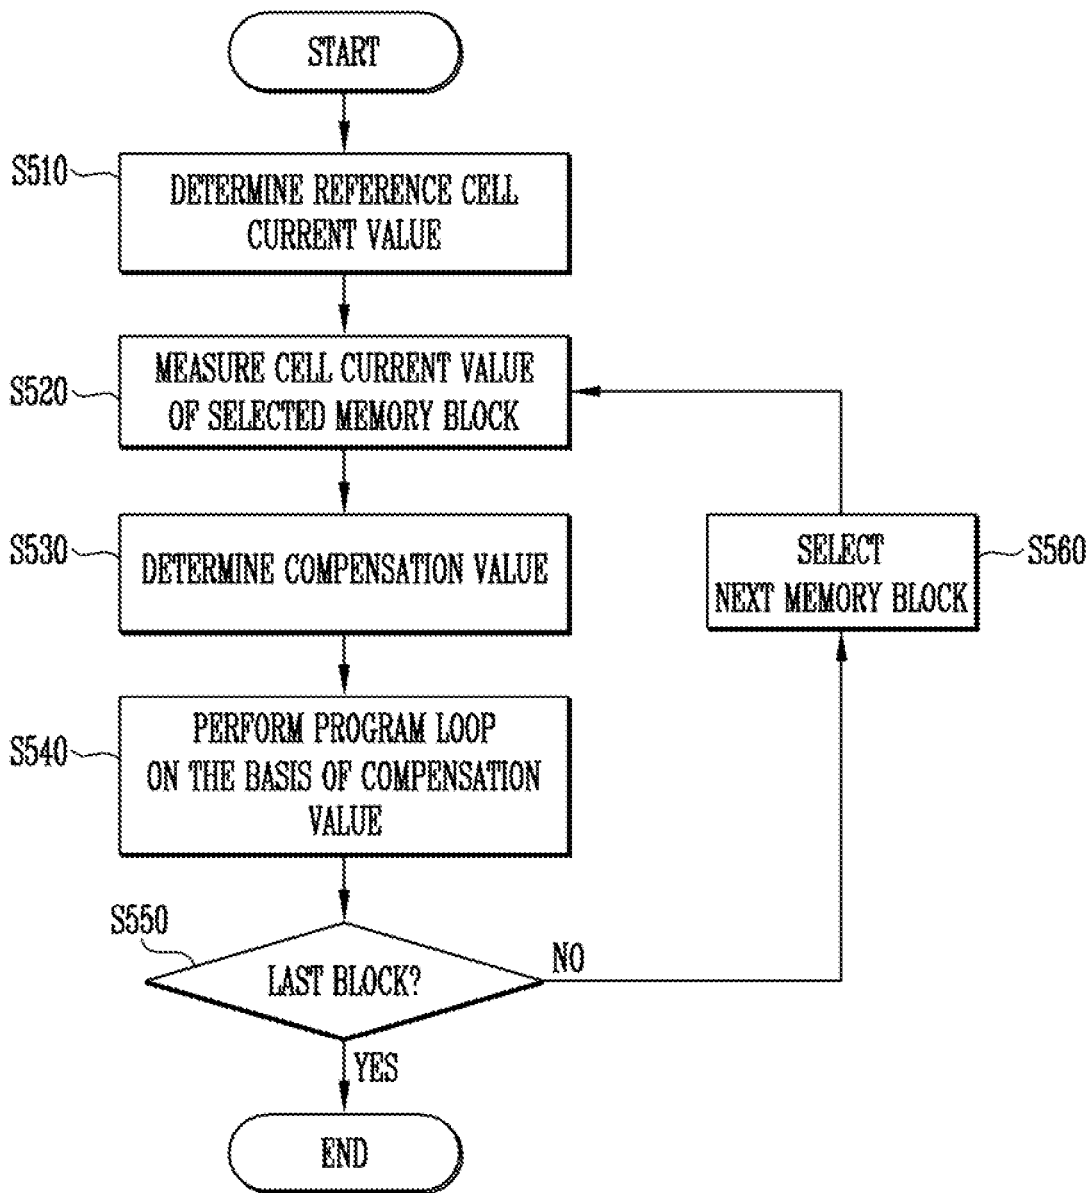 START
S510
DETERMINE REFERENCE CELL
CURRENT VALUE
S520
MEASURE CELL CURRENT VALUE
OF SELECTED MEMORY BLOCK
S530
DETERMINE COMPENSATION VALUE
SELECT
NEXT MEMORY BLOCK
S560
S540
PERFORM PROGRAM LOOP
ON THE BASIS OF COMPENSATION
VALUE
S550
LAST BLOCK?
NO
YES
END